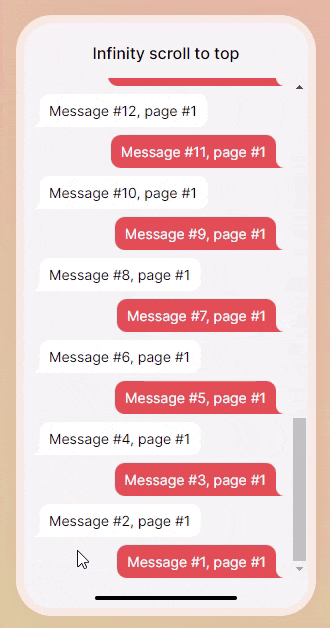 Infinity scroll to top
Message #12, page #1
Message #11, page #1
Message #10, page #1
Message #9, page #1
Message #8, page #1
Message #7, page #1
Message #6, page #1
Message #5, page #1
Message #4, page #1
Message #3, page #1
Message #2, page #1
Message #1, page #1